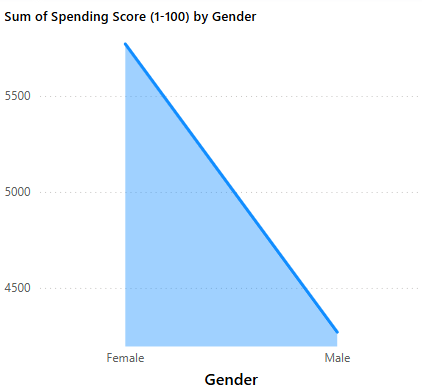 Sum of Spending Score (1-100) by Gender
5500
5000
4500
Female Male
Gender